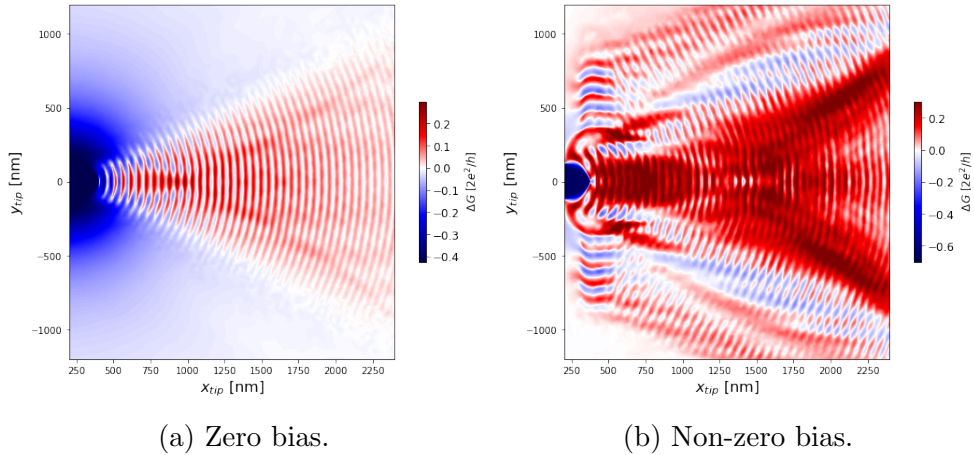 1000
500
0
−500
−1000
y_tip [nm]
250 500 750 1000 1250 1500 1750 2000 2250
x_tip [nm]
0.2
0.1
0.0
−0.1
−0.2
−0.3
−0.4
ΔG [2e²/h]
(a) Zero bias.
1000
500
0
−500
−1000
y_tip [nm]
250 500 750 1000 1250 1500 1750 2000 2250
x_tip [nm]
0.2
0.0
−0.2
−0.4
−0.6
ΔG [2e²/h]
(b) Non-zero bias.